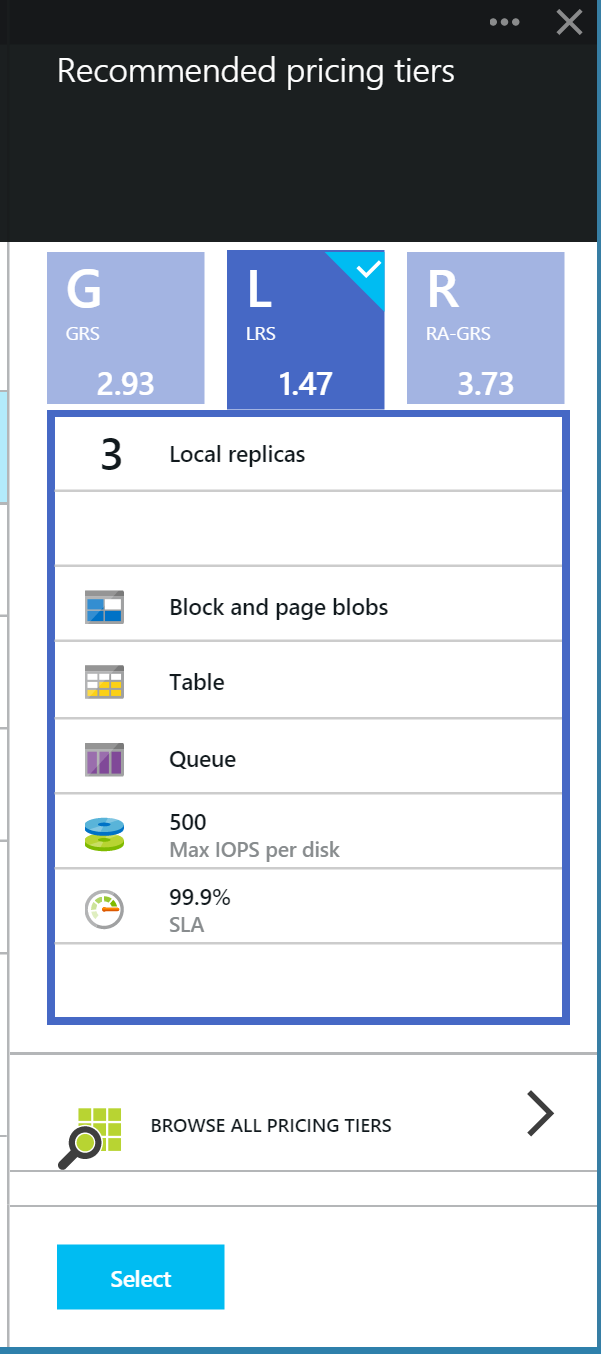 Recommended pricing tiers
G
GRS
2.93
L
LRS
1.47
R
RA-GRS
3.73
3 Local replicas
Block and page blobs
Table
Queue
500
Max IOPS per disk
99.9%
SLA
BROWSE ALL PRICING TIERS
Select